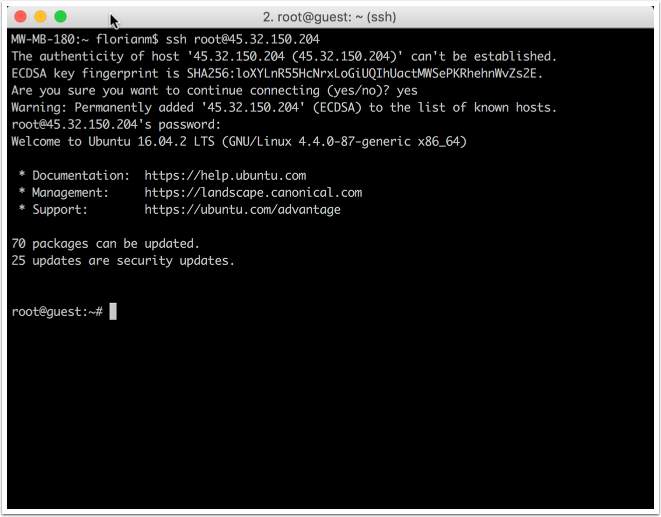 2. root@guest: ~ (ssh)
MW-MB-180:~ florianm$ ssh root@45.32.150.204
The authenticity of host '45.32.150.204 (45.32.150.204)' can't be established.
ECDSA key fingerprint is SHA256:loXYLnR55HcNrxLoGiUQIhUactMWSePKRhehnWvZs2E.
Are you sure you want to continue connecting (yes/no)? yes
Warning: Permanently added '45.32.150.204' (ECDSA) to the list of known hosts.
root@45.32.150.204's password:
Welcome to Ubuntu 16.04.2 LTS (GNU/Linux 4.4.0-87-generic x86_64)
* Documentation:  https://help.ubuntu.com
* Management:     https://landscape.canonical.com
* Support:        https://ubuntu.com/advantage
70 packages can be updated.
25 updates are security updates.
root@guest:~#